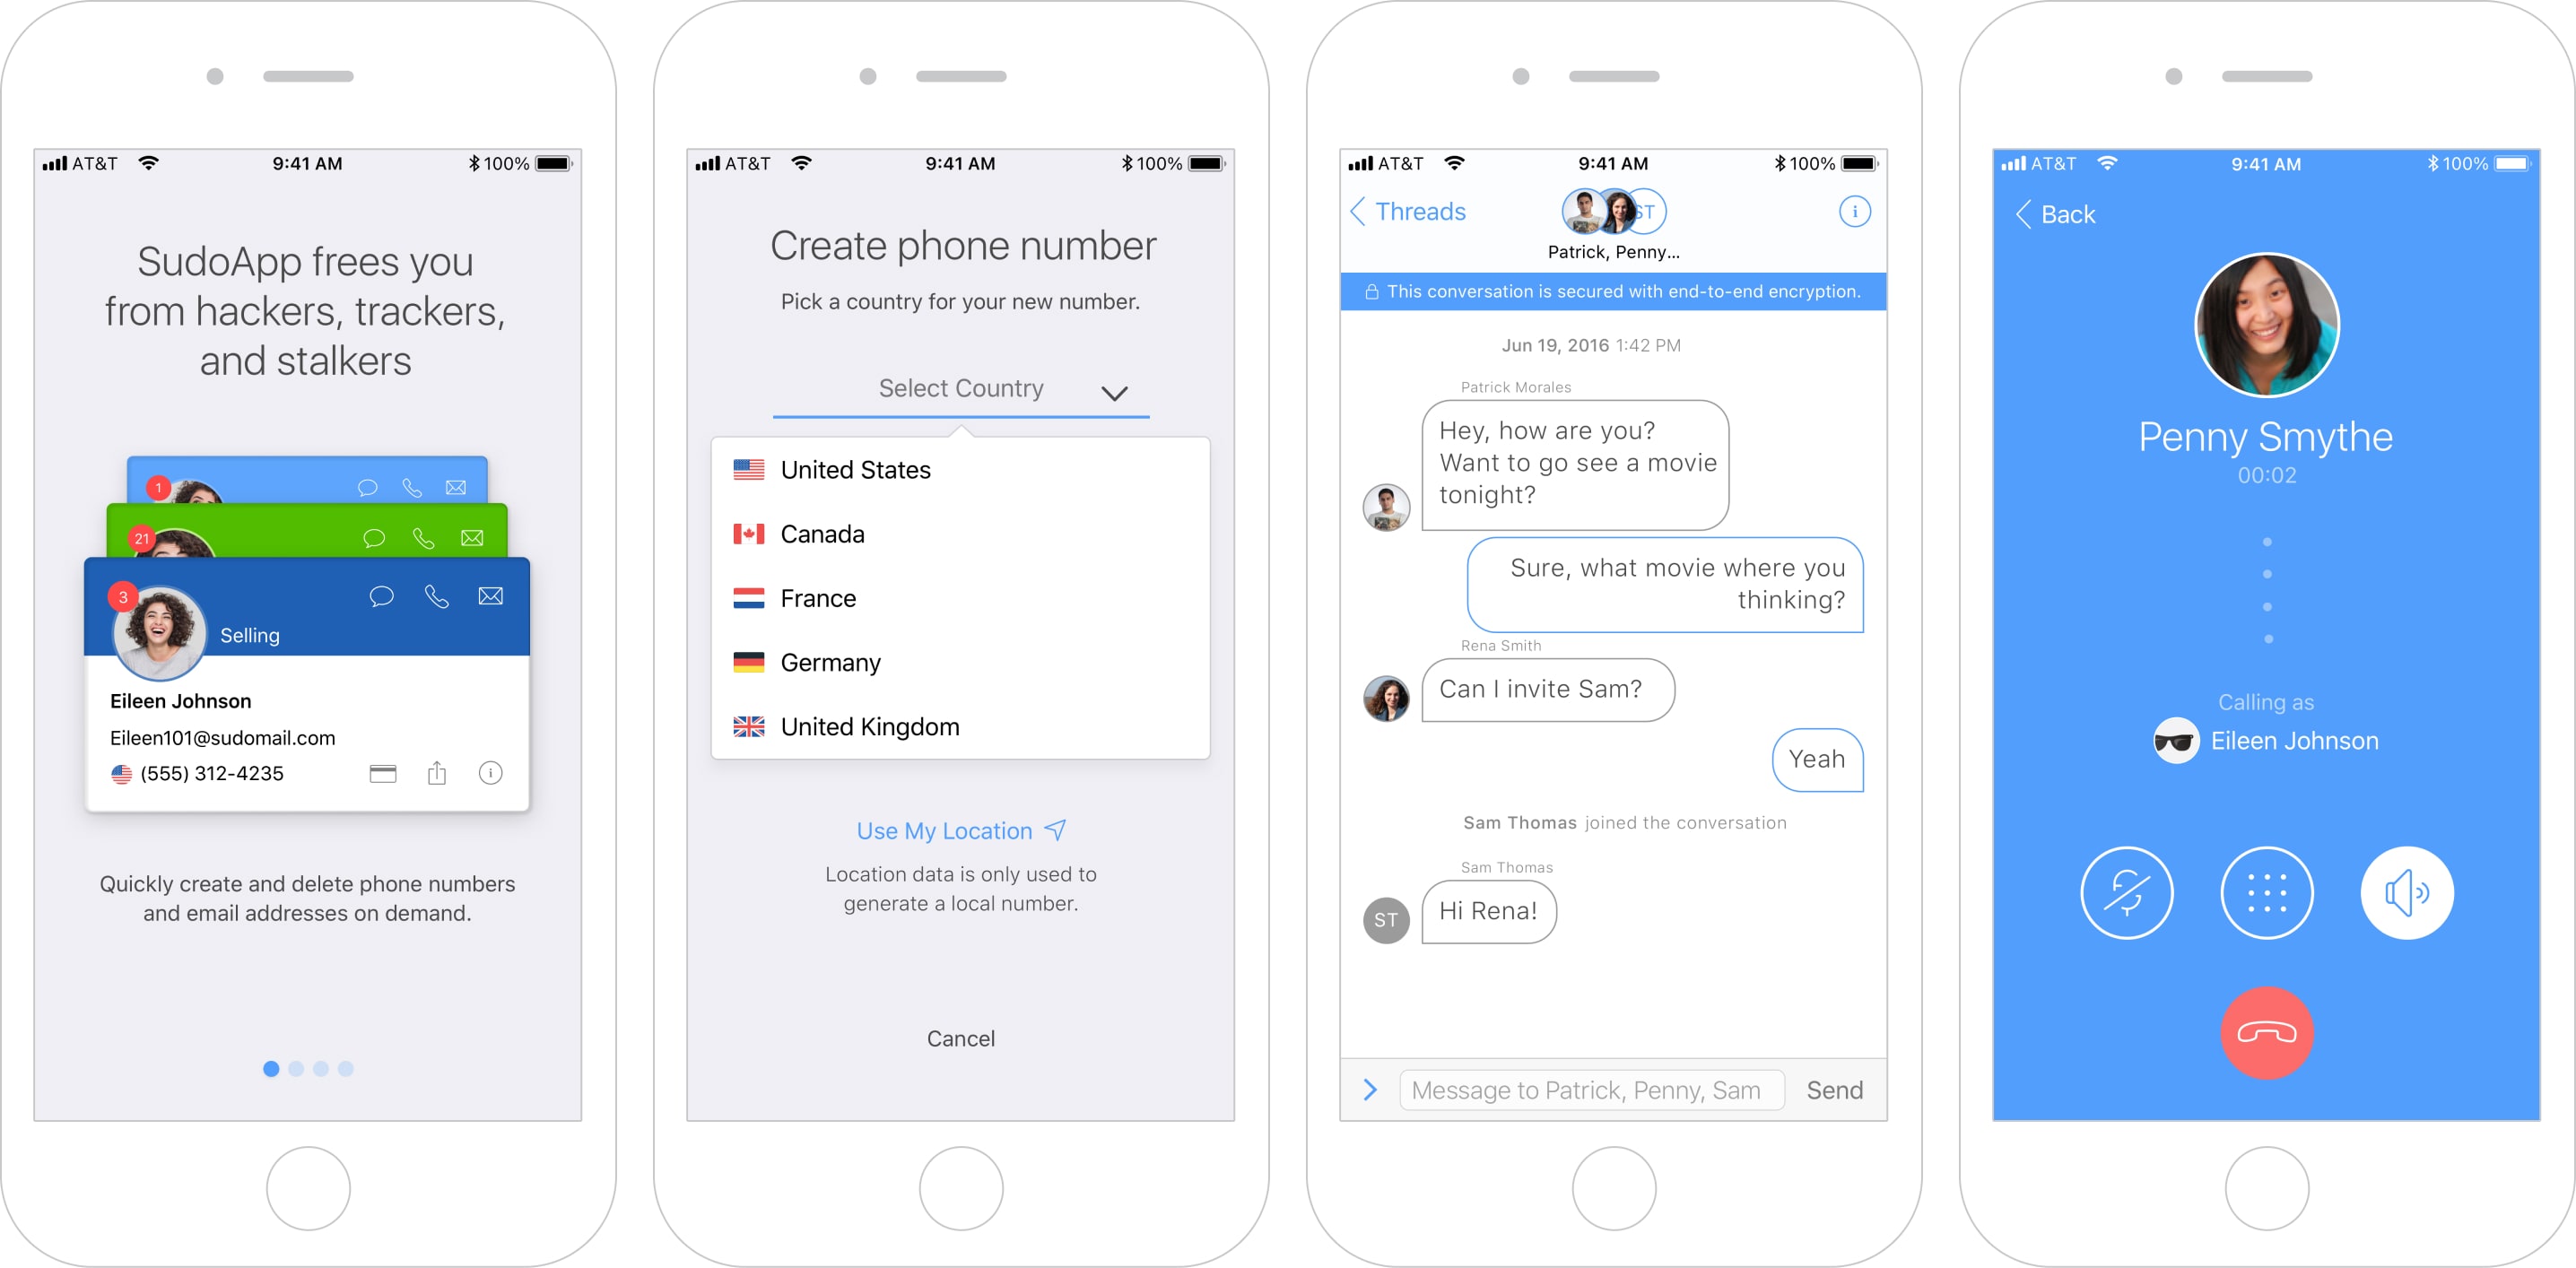 AT&T 9:41 AM 100%
SudoApp frees you
from hackers, trackers,
and stalkers
1
21
3
Selling
Eileen Johnson
Eileen101@sudomail.com
(555) 312-4235
i
Quickly create and delete phone numbers
and email addresses on demand.
AT&T 9:41 AM 100%
Create phone number
Pick a country for your new number.
Select Country
United States
Canada
France
Germany
United Kingdom
Use My Location
Location data is only used to
generate a local number.
Cancel
AT&T 9:41 AM 100%
Threads
ST
i
Patrick, Penny...
This conversation is secured with end-to-end encryption.
Jun 19, 2016 1:42 PM
Patrick Morales
Hey, how are you?
Want to go see a movie
tonight?
Sure, what movie where you
thinking?
Rena Smith
Can I invite Sam?
Yeah
Sam Thomas joined the conversation
Sam Thomas
ST
Hi Rena!
Message to Patrick, Penny, Sam
Send
AT&T 9:41 AM 100%
Back
Penny Smythe
00:02
Calling as
Eileen Johnson